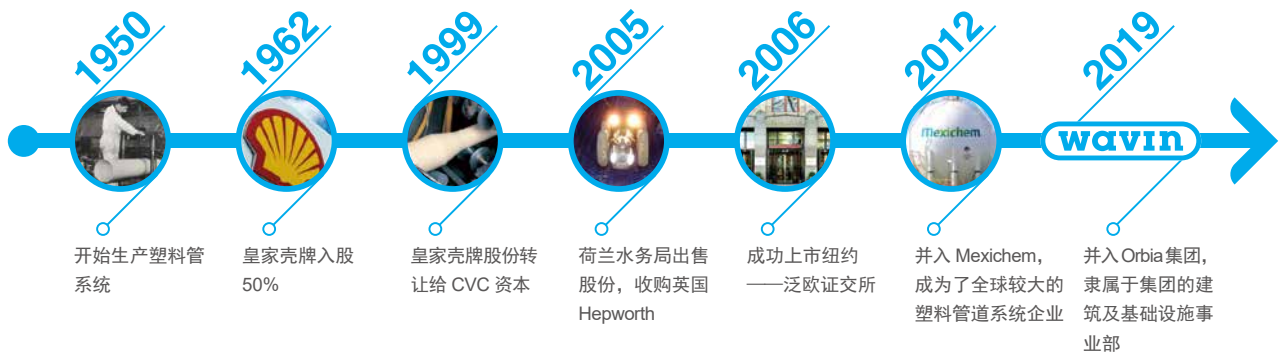 1950
1962
1999
2005
2006
2012
2019
Mexichem
wavin
开始生产塑料管
系统
皇家壳牌入股
50%
皇家壳牌股份转
让给 CVC 资本
荷兰水务局出售
股份，收购英国
Hepworth
成功上市纽约
——泛欧证交所
并入 Mexichem，
成为了全球较大的
塑料管道系统企业
并入Orbia集团，
隶属于集团的建
筑及基础设施事
业部